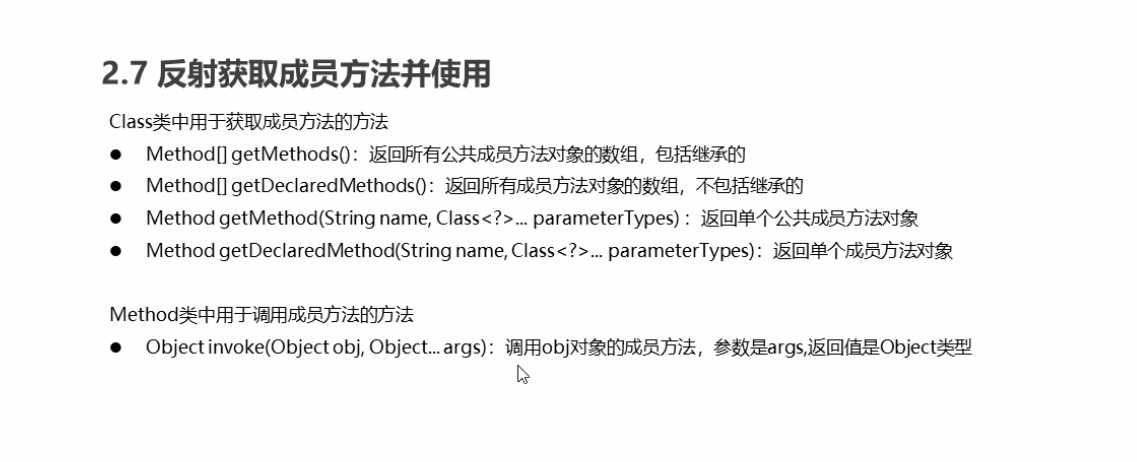 2.7 反射获取成员方法并使用
Class类中用于获取成员方法的方法
● Method[] getMethods()：返回所有公共成员方法对象的数组，包括继承的
● Method[] getDeclaredMethods()：返回所有成员方法对象的数组，不包括继承的
● Method getMethod(String name, Class<?>... parameterTypes) ：返回单个公共成员方法对象
● Method getDeclaredMethod(String name, Class<?>... parameterTypes)：返回单个成员方法对象
Method类中用于调用成员方法的方法
● Object invoke(Object obj, Object... args)：调用obj对象的成员方法，参数是args,返回值是Object类型